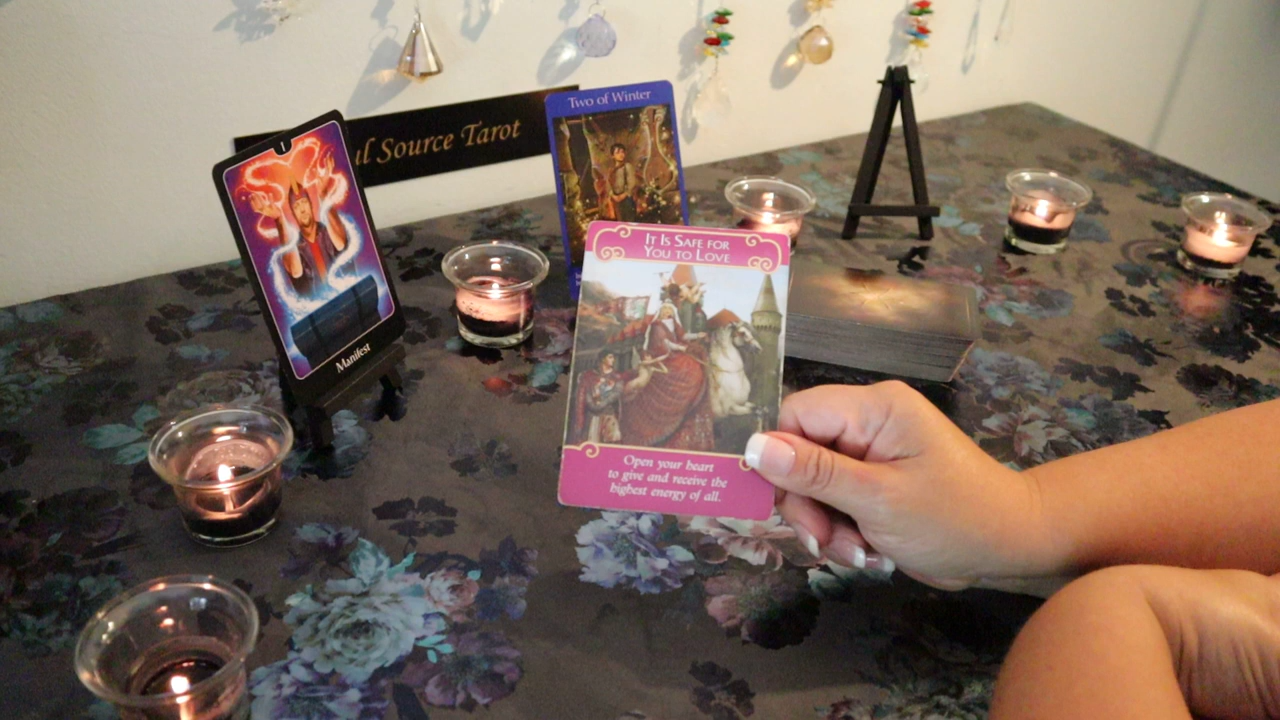 I
Manifest
ul Source Tarot
Two of Winter
It Is Safe for
You to Love
Open your heart
to give and receive the
highest energy of all.